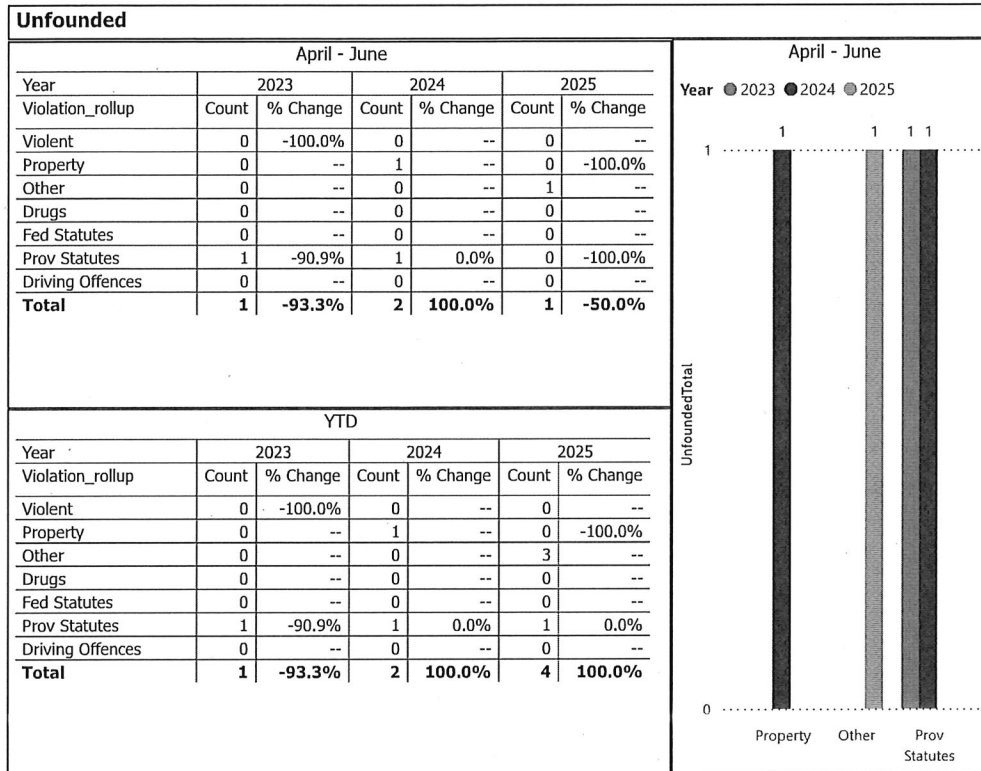 Unfounded
April - June
Year 2023 2024 2025
Violation_rollup Count % Change Count % Change Count % Change
Violent 0 -100.0% 0 -- 0 --
Property 0 -- 1 -- 0 -100.0%
Other 0 -- 0 -- 1 --
Drugs 0 -- 0 -- 0 --
Fed Statutes 0 -- 0 -- 0 --
Prov Statutes 1 -90.9% 1 0.0% 0 -100.0%
Driving Offences 0 -- 0 -- 0 --
Total 1 -93.3% 2 100.0% 1 -50.0%
YTD
Year 2023 2024 2025
Violation_rollup Count % Change Count % Change Count % Change
Violent 0 -100.0% 0 -- 0 --
Property 0 -- 1 -- 0 -100.0%
Other 0 -- 0 -- 3 --
Drugs 0 -- 0 -- 0 --
Fed Statutes 0 -- 0 -- 0 --
Prov Statutes 1 -90.9% 1 0.0% 1 0.0%
Driving Offences 0 -- 0 -- 0 --
Total 1 -93.3% 2 100.0% 4 100.0%
April - June
Year 2023 2024 2025
1 1 1 1
1
UnfoundedTotal
0
Property Other Prov
Statutes